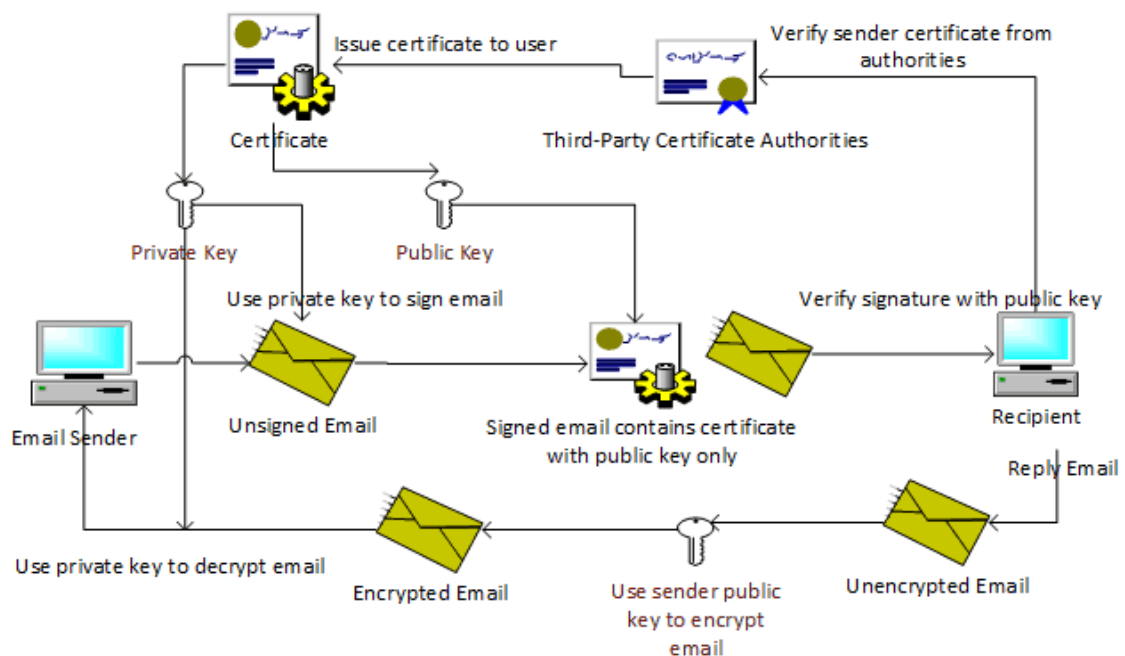 Issue certificate to user
Verify sender certificate from
authorities
Certificate
Third-Party Certificate Authorities
Private Key
Public Key
Use private key to sign email
Verify signature with public key
Email Sender
Unsigned Email
Signed email contains certificate
with public key only
Recipient
Reply Email
Use private key to decrypt email
Encrypted Email
Use sender public
key to encrypt
email
Unencrypted Email